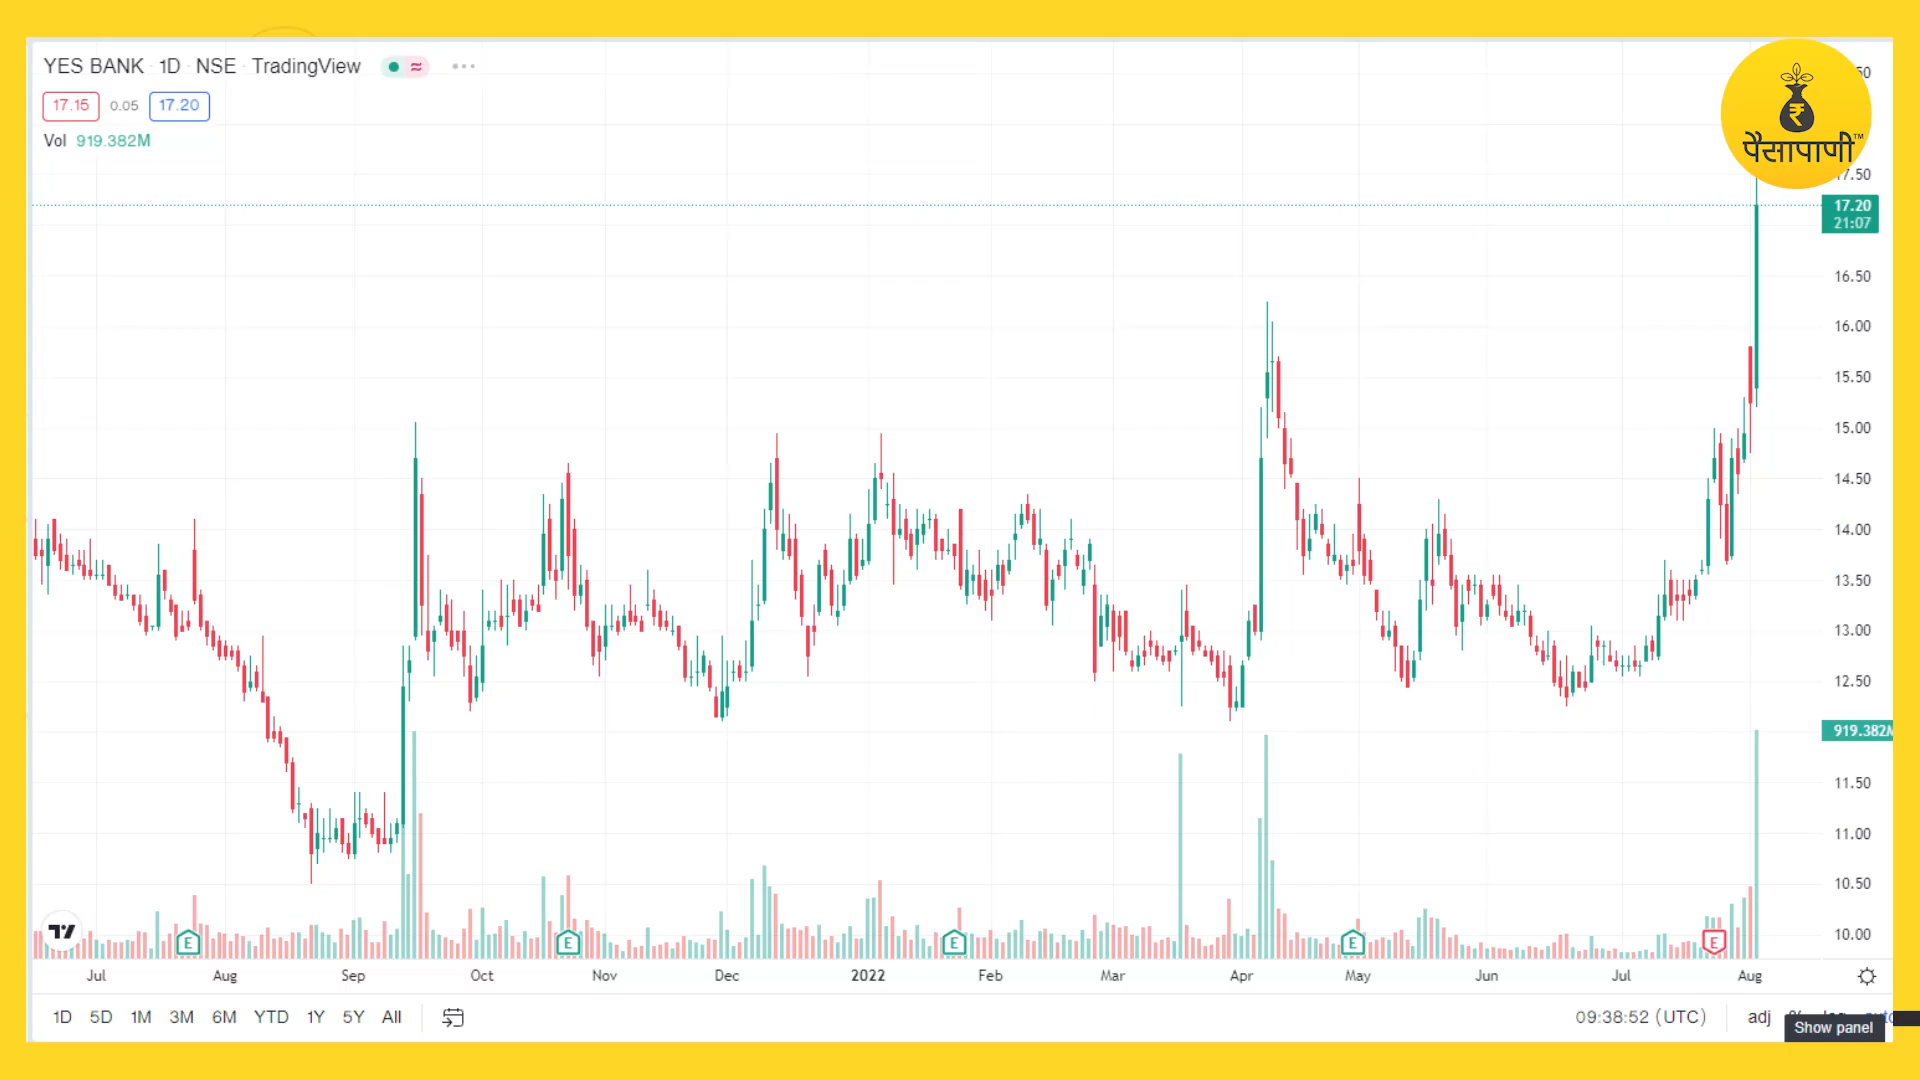 YES BANK · 1D · NSE · TradingView
17.15 0.05 17.20
Vol 919.382M
₹
पैसापाणी™
17.50
17.20
21:07
16.50
16.00
15.50
15.00
14.50
14.00
13.50
13.00
12.50
919.382M
11.50
11.00
10.50
10.00
E E E E E
Jul Aug Sep Oct Nov Dec 2022 Feb Mar Apr May Jun Jul Aug
1D 5D 1M 3M 6M YTD 1Y 5Y All
09:38:52 (UTC) adj
Show panel